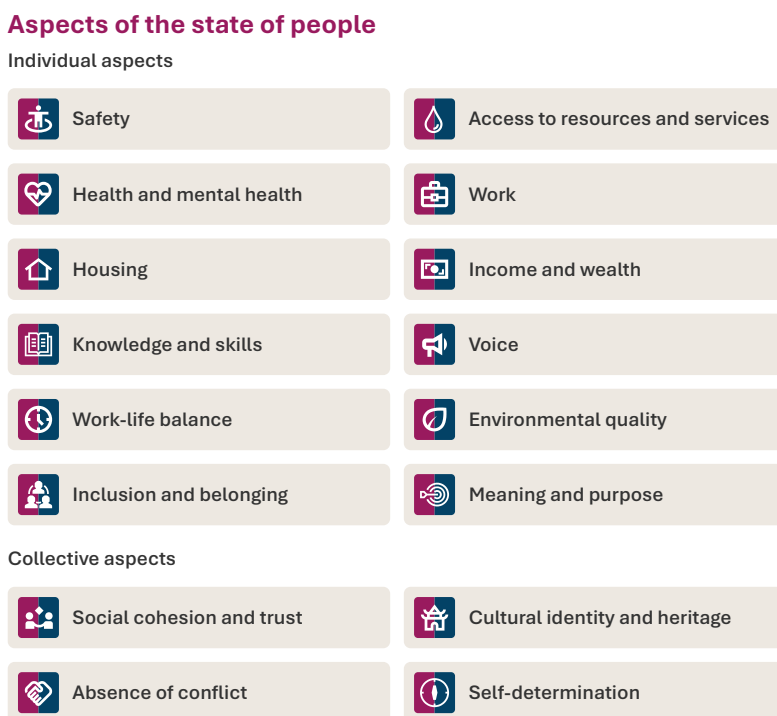 Aspects of the state of people
Individual aspects
Safety
Access to resources and services
Health and mental health
Work
Housing
Income and wealth
Knowledge and skills
Voice
Work-life balance
Environmental quality
Inclusion and belonging
Meaning and purpose
Collective aspects
Social cohesion and trust
Cultural identity and heritage
Absence of conflict
Self-determination